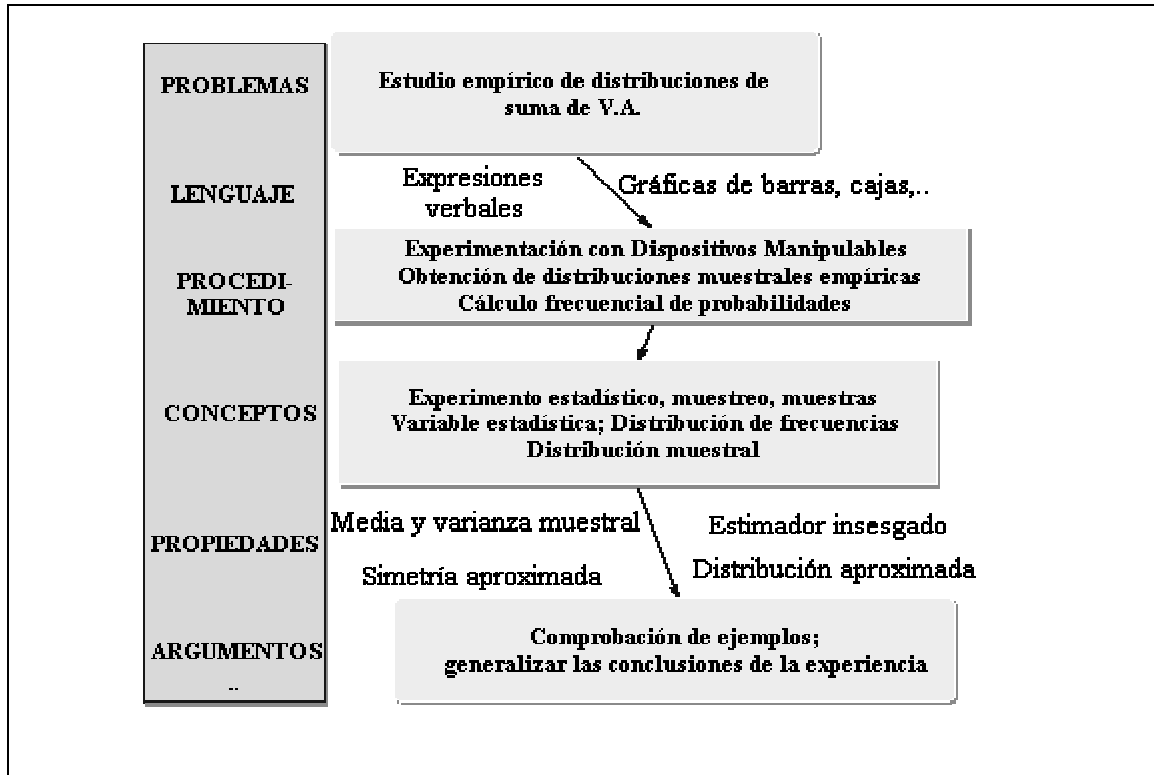 PROBLEMAS
Estudio empírico de distribuciones de
suma de V.A.
LENGUAJE
Expresiones
verbales
Gráficas de barras, cajas,..
PROCEDI-
MIENTO
Experimentación con Dispositivos Manipulables
Obtención de distribuciones muestrales empíricas
Cálculo frecuencial de probabilidades
CONCEPTOS
Experimento estadístico, muestreo, muestras
Variable estadística; Distribución de frecuencias
Distribución muestral
PROPIEDADES
Media y varianza muestral
Simetría aproximada
Estimador insesgado
Distribución aproximada
ARGUMENTOS
..
Comprobación de ejemplos;
generalizar las conclusiones de la experiencia